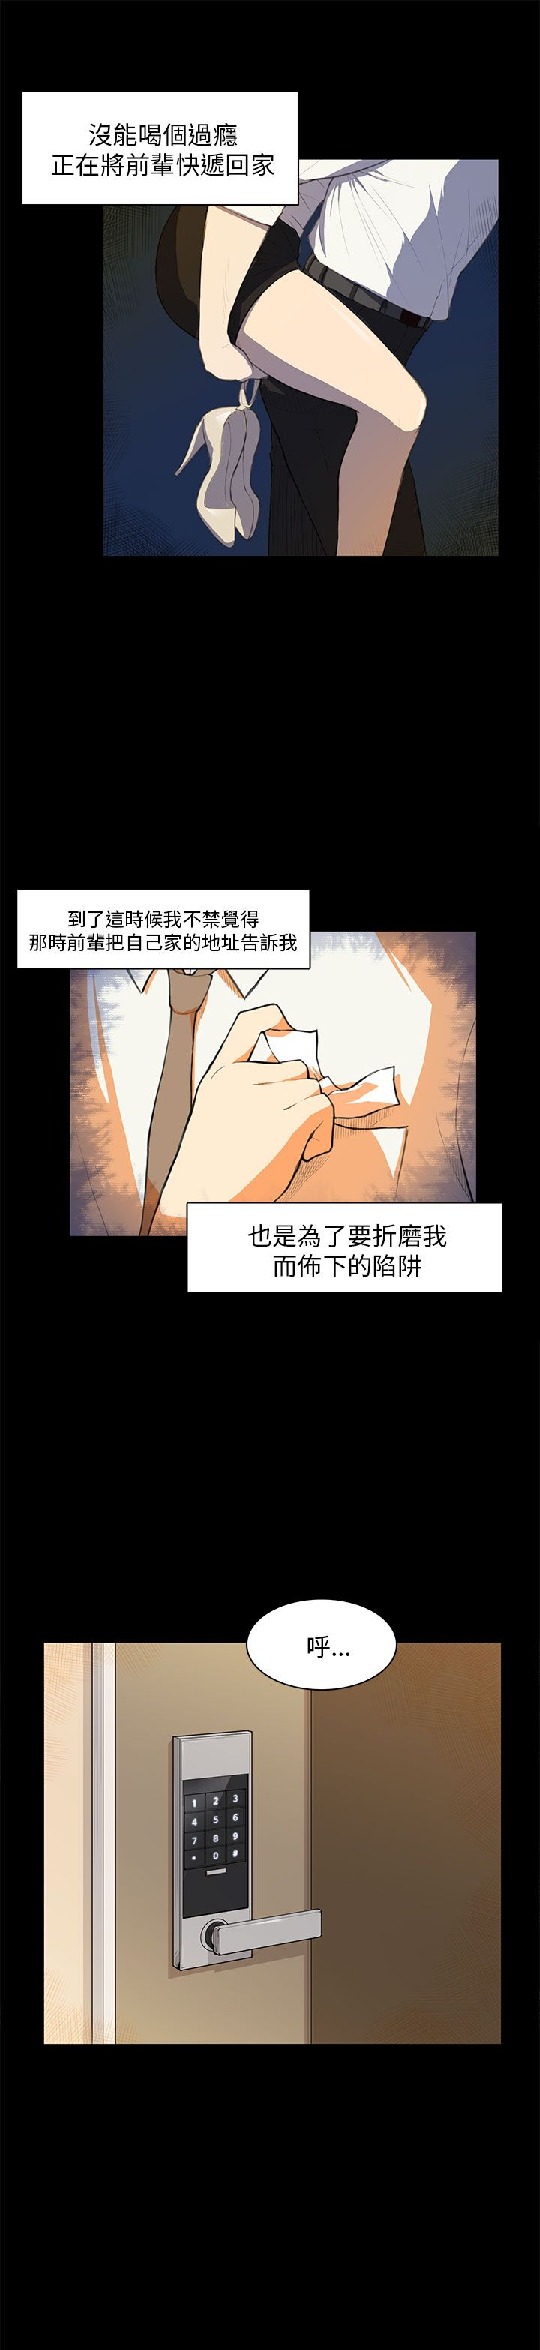 沒能喝個過癮
正在將前輩快遞回家
到了這時候我不禁覺得
那時前輩把自己家的地址告訴我
也是為了要折磨我
而佈下的陷阱
呼...
1 2 3
4 5 6
7 8 9
* 0 #